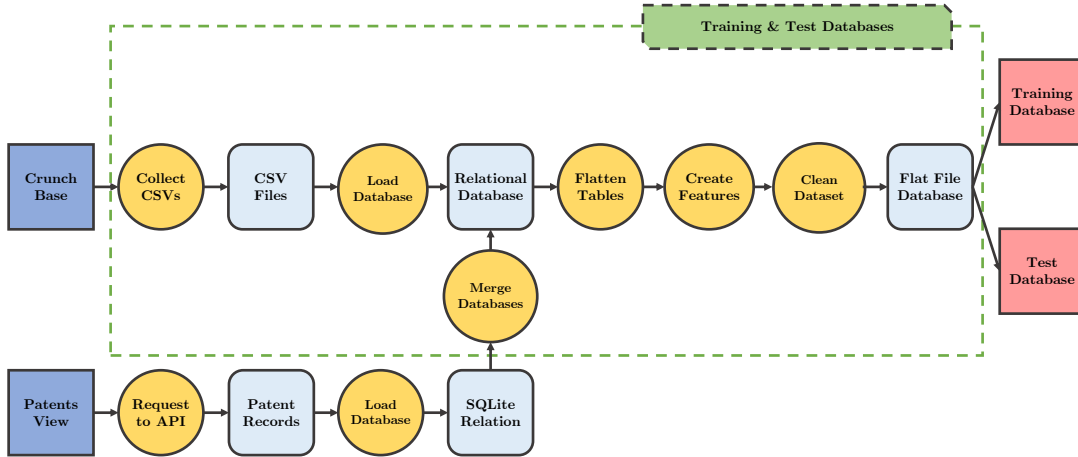 Training & Test Databases
Training
Database
Crunch
Base
Collect
CSVs
CSV
Files
Load
Database
Relational
Database
Flatten
Tables
Create
Features
Clean
Dataset
Flat File
Database
Test
Database
Merge
Databases
Patents
View
Request
to API
Patent
Records
Load
Database
SQLite
Relation